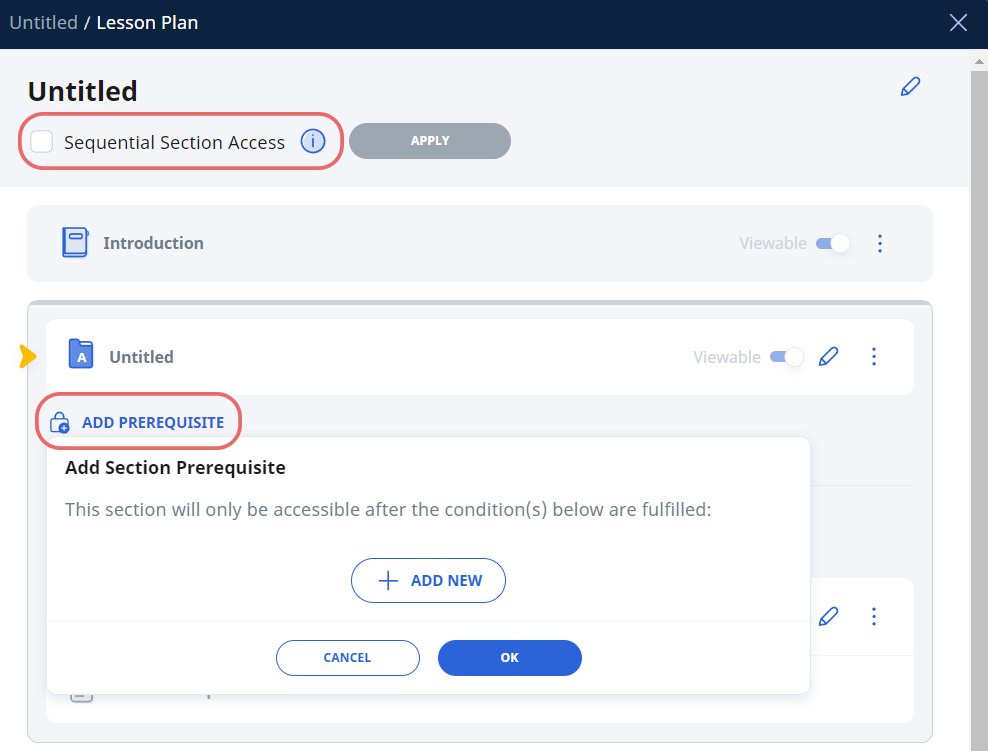 Untitled / Lesson Plan
Untitled
Sequential Section Access i APPLY
Introduction Viewable
A Untitled Viewable
ADD PREREQUISITE
Add Section Prerequisite
This section will only be accessible after the condition(s) below are fulfilled:
ADD NEW
CANCEL OK